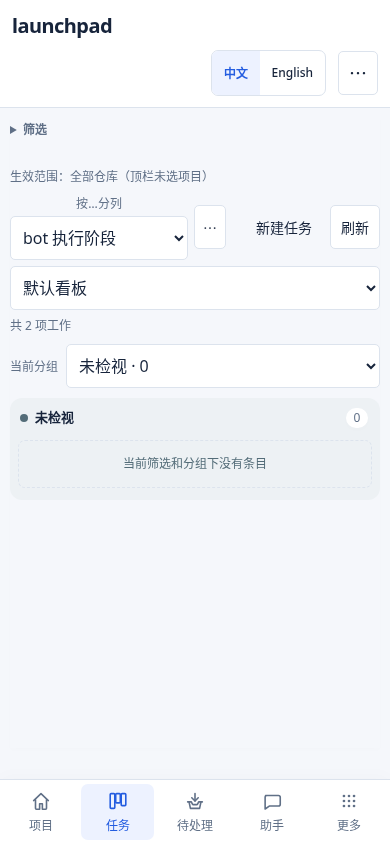 launchpad
中文 English ···
筛选
生效范围：全部仓库（顶栏未选项目）
按...分列
bot 执行阶段 ··· 新建任务 刷新
默认看板
共 2 项工作
当前分组 未检视 · 0
未检视 0
当前筛选和分组下没有条目
项目 任务 待处理 助手 更多